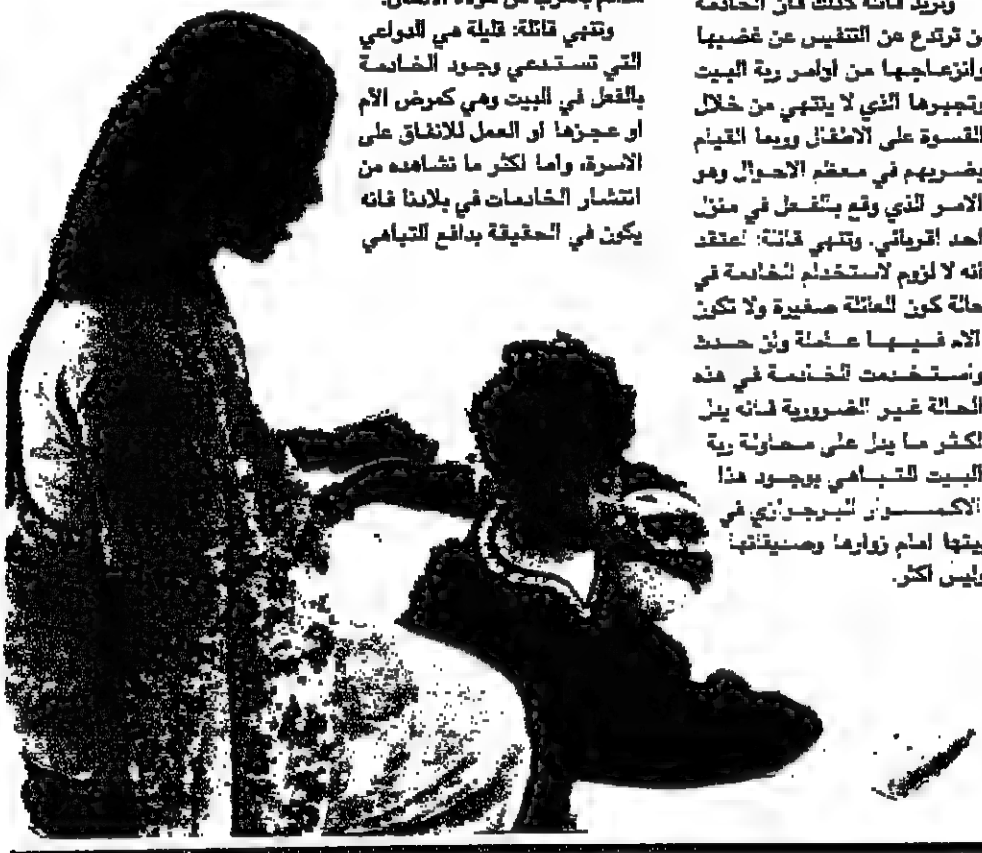 وتزيد قائلة كذلك فان الخادمة
لن ترتدع عن التنفيس عن غضبها
وانزعاجها من اوامر ربة البيت
وتجبرها الذي لا ينتهي من خلال
القسوة على الاطفال وربما القيام
بضربهم في معظم الاحوال وهو
الامر الذي وقع بالفعل في منزل
احد اقربائي. وتنهي قائلة: اعتقد
انه لا لزوم لاستخدام الخادمة في
حالة كون العائلة صغيرة ولا تكون
الام فيها عاملة وان حدث
واستخدمت الخادمة في هذه
الحالة غير الضرورية فانه يدل
اكثر ما يدل على محاولة ربة
البيت للتباهي بوجود هذا
الاكسسوار البرجوازي في
بيتها امام زوارها وصديقاتها
وليس اكثر.
من هؤلاء الاطفال.
وتنهي قائلة: قليلة هي الدواعي
التي تستدعي وجود الخادمة
بالفعل في البيت وهي كمرض الام
او عجزها او العمل للانفاق على
الاسرة، واما اكثر ما نشاهده من
انتشار الخادمات في بلادنا فانه
يكون في الحقيقة بدافع للتباهي